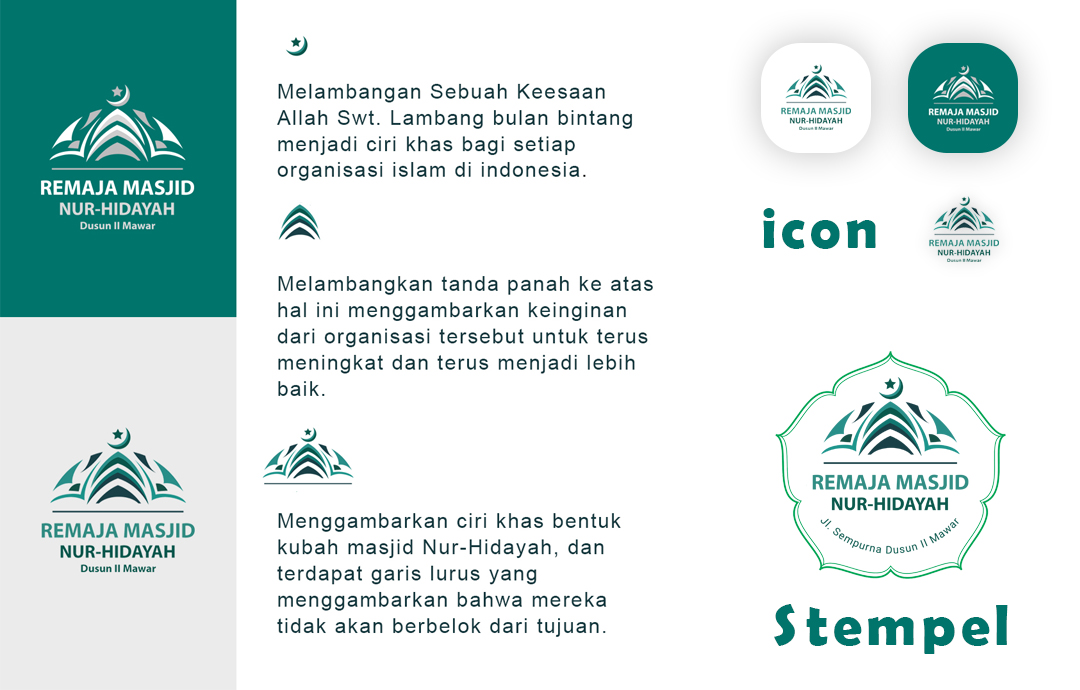 REMAJA MASJID
NUR-HIDAYAH
Dusun II Mawar
REMAJA MASJID
NUR-HIDAYAH
Dusun II Mawar
Melambangan Sebuah Keesaan
Allah Swt. Lambang bulan bintang
menjadi ciri khas bagi setiap
organisasi islam di indonesia.
Melambangkan tanda panah ke atas
hal ini menggambarkan keinginan
dari organisasi tersebut untuk terus
meningkat dan terus menjadi lebih
baik.
Menggambarkan ciri khas bentuk
kubah masjid Nur-Hidayah, dan
terdapat garis lurus yang
menggambarkan bahwa mereka
tidak akan berbelok dari tujuan.
REMAJA MASJID
NUR-HIDAYAH
Dusun II Mawar
REMAJA MASJID
NUR-HIDAYAH
Dusun II Mawar
icon
REMAJA MASJID
NUR-HIDAYAH
Dusun II Mawar
REMAJA MASJID
NUR-HIDAYAH
Jl. Sempurna Dusun II Mawar
Stempel